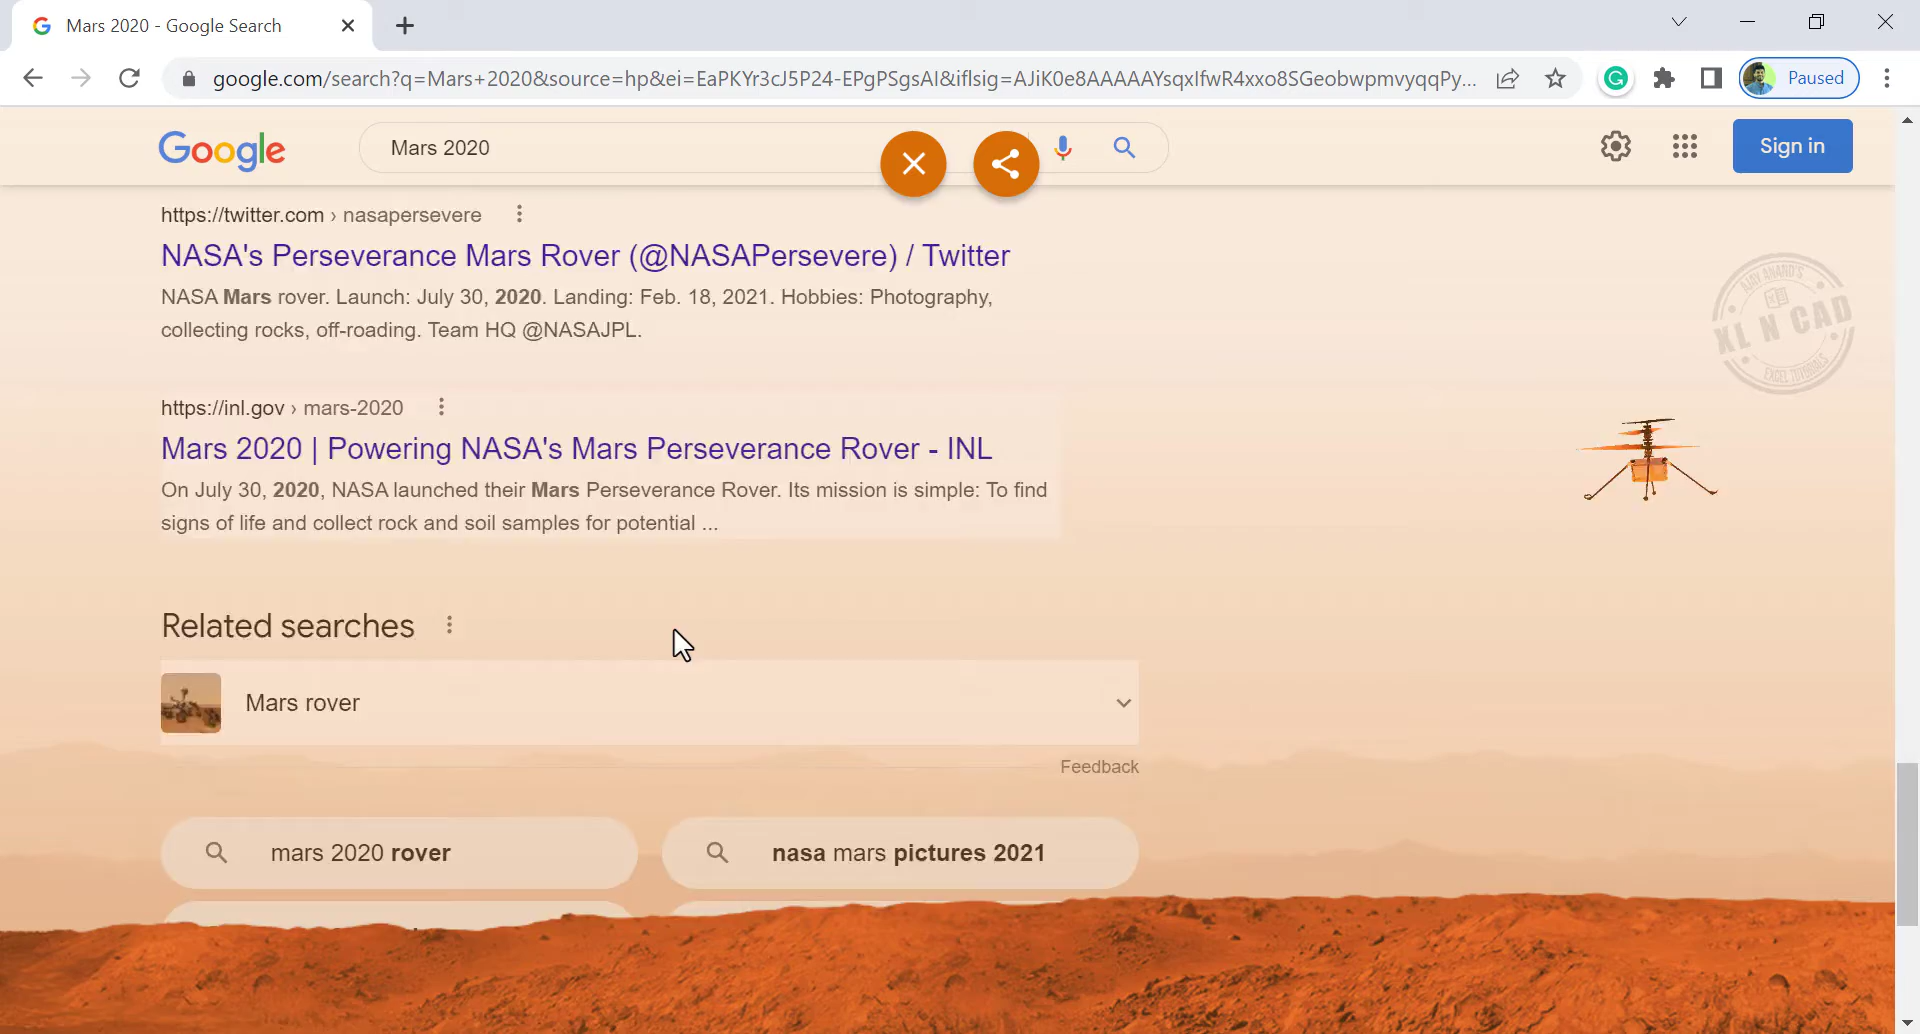 Mars 2020 - Google Search
google.com/search?q=Mars+2020&source=hp&ei=EaPKYr3cJ5P24-EPgPSgsAI&iflsig=AJiK0e8AAAAAYsqxIfwR4xxo8SGeobwpmvyqqPy...
Paused
Google
Mars 2020
Sign in
https://twitter.com › nasapersevere
NASA's Perseverance Mars Rover (@NASAPersevere) / Twitter
NASA Mars rover. Launch: July 30, 2020. Landing: Feb. 18, 2021. Hobbies: Photography,
collecting rocks, off-roading. Team HQ @NASAJPL.
AJAY ANAND'S
XL N CAD
EXCEL TUTORIALS
https://inl.gov › mars-2020
Mars 2020 | Powering NASA's Mars Perseverance Rover - INL
On July 30, 2020, NASA launched their Mars Perseverance Rover. Its mission is simple: To find
signs of life and collect rock and soil samples for potential ...
Related searches
Mars rover
Feedback
mars 2020 rover
nasa mars pictures 2021